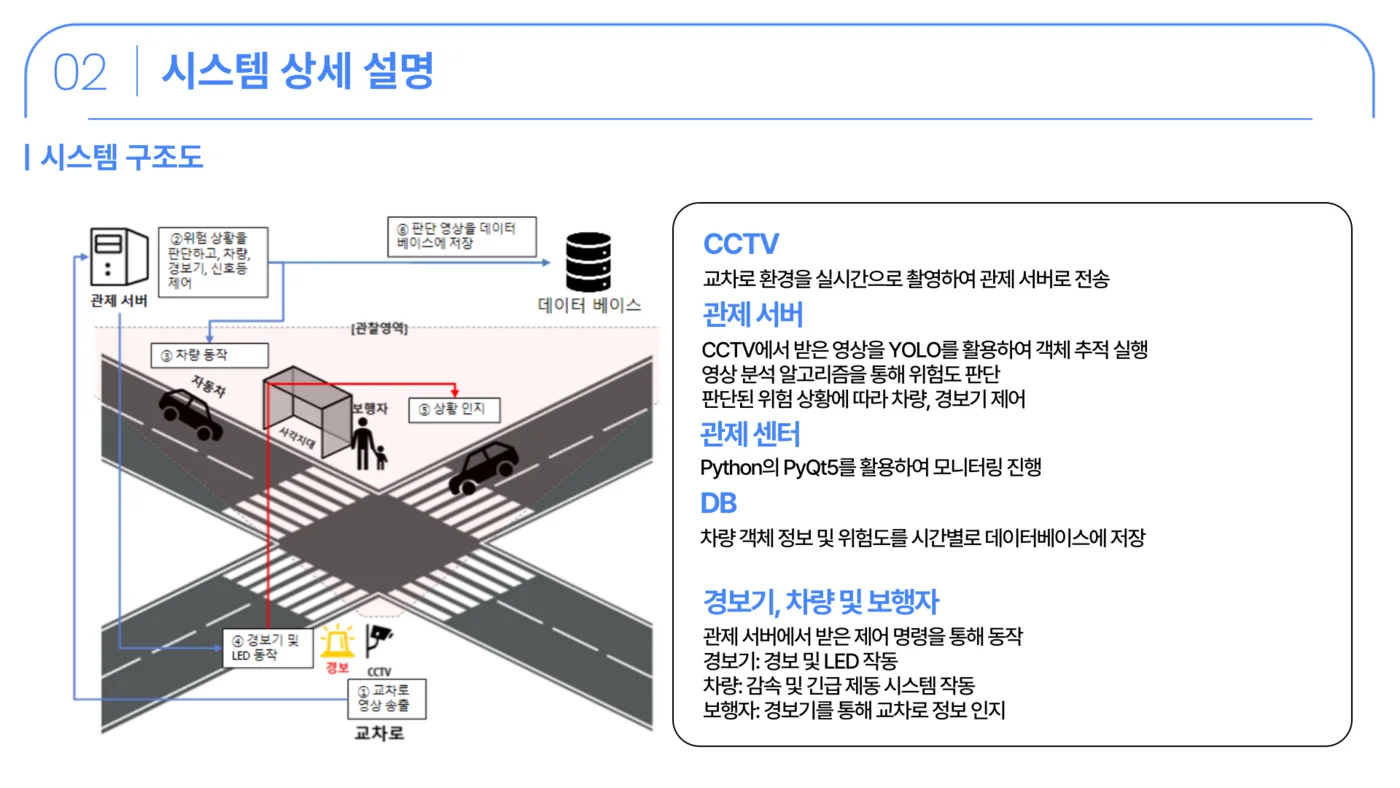 02
시스템 상세 설명
| 시스템 구조도
②위험 상황을
판단하고, 차량,
경보기, 신호등
제어
관제 서버
⑥ 판단 영상을 데이터
베이스에 저장
데이터 베이스
[관찰영역]
③ 차량 동작
자동차
사각지대
보행자
⑤ 상황 인지
④ 경보기 및
LED 동작
경보
CCTV
① 교차로
영상 송출
교차로
CCTV
교차로 환경을 실시간으로 촬영하여 관제 서버로 전송
관제 서버
CCTV에서 받은 영상을 YOLO를 활용하여 객체 추적 실행
영상 분석 알고리즘을 통해 위험도 판단
판단된 위험 상황에 따라 차량, 경보기 제어
관제 센터
Python의 PyQt5를 활용하여 모니터링 진행
DB
차량 객체 정보 및 위험도를 시간별로 데이터베이스에 저장
경보기, 차량 및 보행자
관제 서버에서 받은 제어 명령을 통해 동작
경보기: 경보 및 LED 작동
차량: 감속 및 긴급 제동 시스템 작동
보행자: 경보기를 통해 교차로 정보 인지